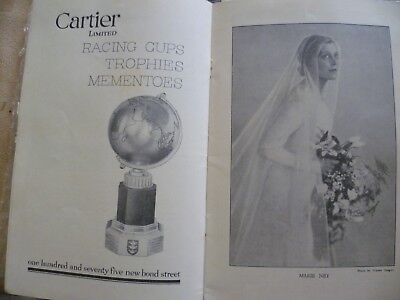 Cartier
LIMITED
RACING CUPS
TROPHIES
MEMENTOES
one hundred and seventy five new bond street
MARIE NEY